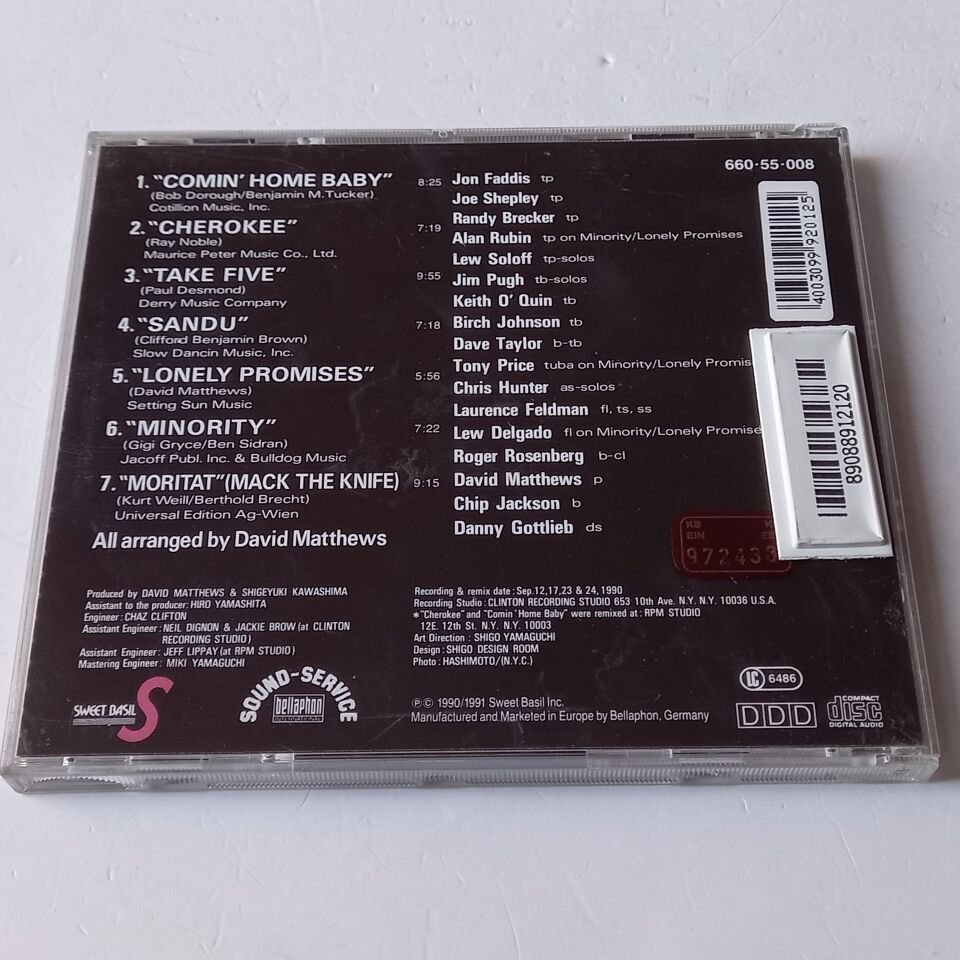 660-55-008
1. "COMIN' HOME BABY" 8:25
(Bob Dorough/Benjamin M. Tucker)
Cotillion Music, Inc.
2. "CHEROKEE" 7:19
(Ray Noble)
Maurice Peter Music Co., Ltd.
3. "TAKE FIVE" 9:55
(Paul Desmond)
Derry Music Company
4. "SANDU" 7:18
(Clifford Benjamin Brown)
Slow Dancin Music, Inc.
5. "LONELY PROMISES" 5:56
(David Matthews)
Setting Sun Music
6. "MINORITY" 7:22
(Gigi Gryce/Ben Sidran)
Jacoff Publ. Inc. & Bulldog Music
7. "MORITAT" (MACK THE KNIFE) 9:15
(Kurt Weill/Berthold Brecht)
Universal Edition Ag-Wien
All arranged by David Matthews
Jon Faddis tp
Joe Shepley tp
Randy Brecker tp
Alan Rubin tp on Minority/Lonely Promises
Lew Soloff tp-solos
Jim Pugh tb-solos
Keith O' Quin tb
Birch Johnson tb
Dave Taylor b-tb
Tony Price tuba on Minority/Lonely
Chris Hunter as-solos
Laurence Feldman fl, ts, ss
Lew Delgado fl on Minority/Lonely
Roger Rosenberg b-cl
David Matthews p
Chip Jackson b
Danny Gottlieb ds
4003099920125
89088912120
KB
BIN
Produced by DAVID MATTHEWS & SHIGEYUKI KAWASHIMA
Assistant to the producer: HIRO YAMASHITA
Engineer: CHAZ CLIFTON
Assistant Engineer: NEIL DIGNON & JACKIE BROW (at CLINTON
RECORDING STUDIO)
Assistant Engineer: JEFF LIPPAY (at RPM STUDIO)
Mastering Engineer: MIKI YAMAGUCHI
Recording & remix date: Sep. 12, 17, 23 & 24, 1990
Recording Studio: CLINTON RECORDING STUDIO 653 10th Ave. N.Y. N.Y. 10036 U.S.A.
* "Cherokee" and "Comin' Home Baby" were remixed at: RPM STUDIO
12E. 12th St. N.Y. N.Y. 10003
Art Direction: SHIGO YAMAGUCHI
Design: SHIGO DESIGN ROOM
Photo: HASHIMOTO/(N.Y.C.)
SWEET BASIL S
SOUND-SERVICE
bellaphon
INTERNATIONAL
℗© 1990/1991 Sweet Basil Inc.
Manufactured and Marketed in Europe by Bellaphon, Germany
LC 6486
DDD
COMPACT
disc
DIGITAL AUDIO